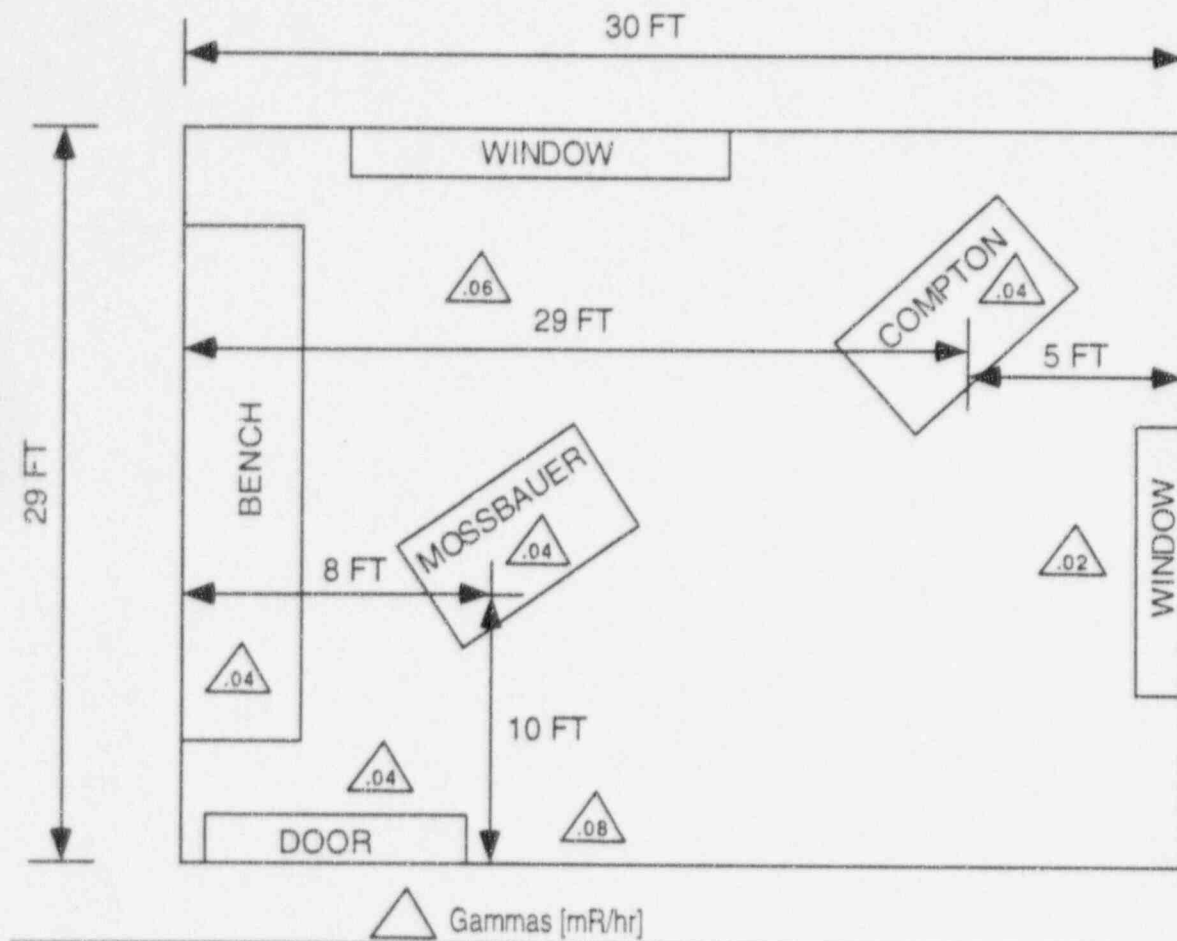 30 FT
WINDOW
COMPTON
.04
.06
29 FT
5 FT
29 FT
BENCH
MOSSBAUER
.04
8 FT
.02
WINDOW
.04
10 FT
.04
.08
DOOR
Gammas [mR/hr]